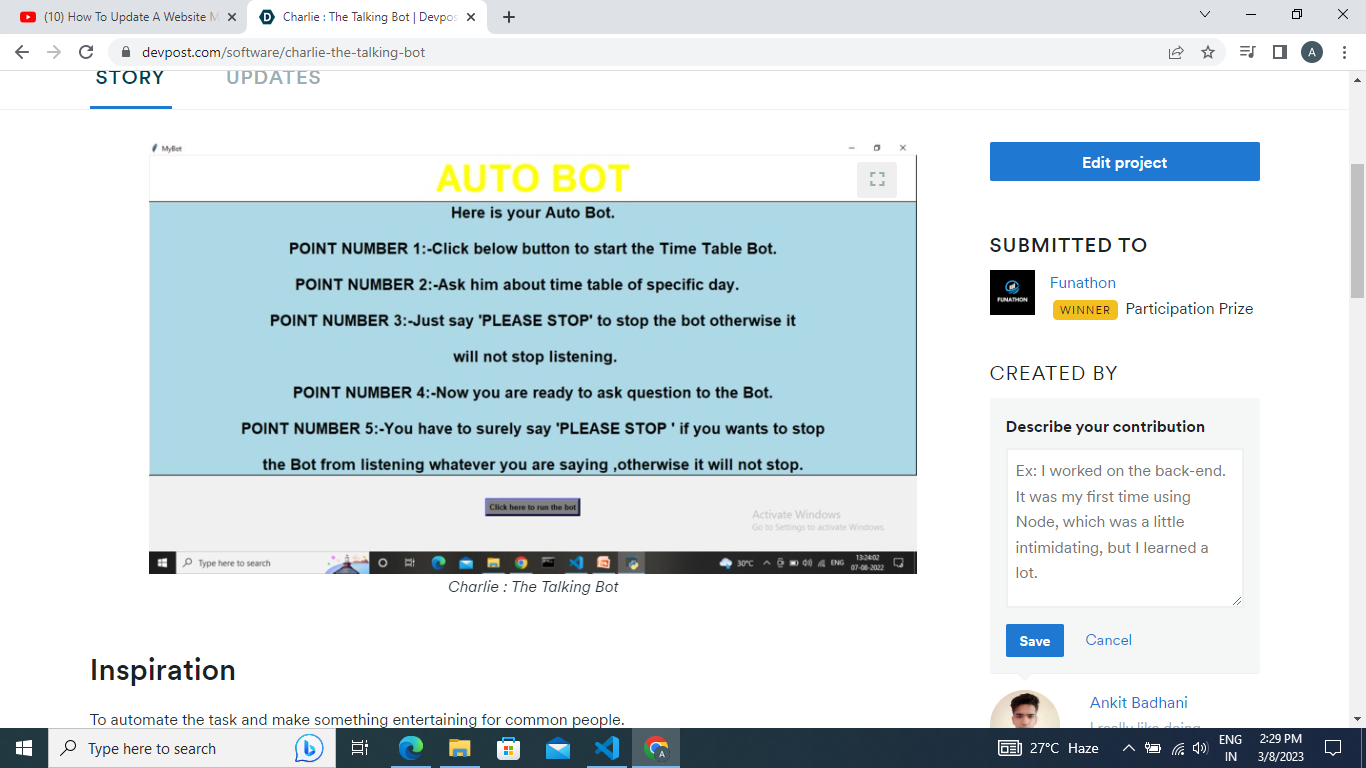 (10) How To Update A Website M
Charlie : The Talking Bot | Devpos
devpost.com/software/charlie-the-talking-bot
A
STORY
UPDATES
MyBot
AUTO BOT
Here is your Auto Bot.
POINT NUMBER 1:-Click below button to start the Time Table Bot.
POINT NUMBER 2:-Ask him about time table of specific day.
POINT NUMBER 3:-Just say 'PLEASE STOP' to stop the bot otherwise it
will not stop listening.
POINT NUMBER 4:-Now you are ready to ask question to the Bot.
POINT NUMBER 5:-You have to surely say 'PLEASE STOP ' if you wants to stop
the Bot from listening whatever you are saying ,otherwise it will not stop.
Click here to run the bot
Activate Windows
Go to Settings to activate Windows.
Type here to search
30°C
ENG
13:24:02
07-08-2022
Charlie : The Talking Bot
Inspiration
To automate the task and make something entertaining for common people.
Edit project
SUBMITTED TO
FUNATHON
Funathon
WINNER Participation Prize
CREATED BY
Describe your contribution
Ex: I worked on the back-end.
It was my first time using
Node, which was a little
intimidating, but I learned a
lot.
Save
Cancel
Ankit Badhani
I really like doing
Type here to search
A
27°C Haze
ENG
IN
2:29 PM
3/8/2023